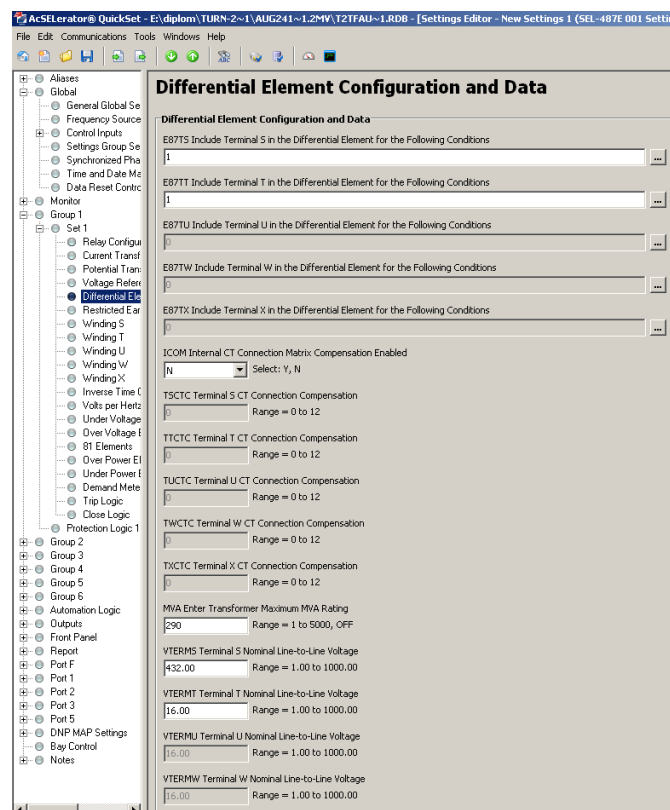 AcSELerator® QuickSet - E:\diplom\TURN-2~1\AUG241~1.2MV\T2TFAU~1.RDB - [Settings Editor - New Settings 1 (SEL-487E 001 Setti
File Edit Communications Tools Windows Help
Aliases
Global
General Global Se
Frequency Source
Control Inputs
Settings Group Se
Synchronized Pha
Time and Date Ma
Data Reset Contro
Monitor
Group 1
Set 1
Relay Configur
Current Transf
Potential Trans
Voltage Refere
Differential Ele
Restricted Ear
Winding S
Winding T
Winding U
Winding W
Winding X
Inverse Time O
Volts per Hertz
Under Voltage
Over Voltage E
81 Elements
Over Power El
Under Power E
Demand Mete
Trip Logic
Close Logic
Protection Logic 1
Group 2
Group 3
Group 4
Group 5
Group 6
Automation Logic
Outputs
Front Panel
Report
Port F
Port 1
Port 2
Port 3
Port 5
DNP MAP Settings
Bay Control
Notes
Differential Element Configuration and Data
Differential Element Configuration and Data
E87TS Include Terminal S in the Differential Element for the Following Conditions
1
...
E87TT Include Terminal T in the Differential Element for the Following Conditions
1
...
E87TU Include Terminal U in the Differential Element for the Following Conditions
0
...
E87TW Include Terminal W in the Differential Element for the Following Conditions
0
...
E87TX Include Terminal X in the Differential Element for the Following Conditions
0
...
ICOM Internal CT Connection Matrix Compensation Enabled
N Select: Y, N
TSCTC Terminal S CT Connection Compensation
0 Range = 0 to 12
TTCTC Terminal T CT Connection Compensation
0 Range = 0 to 12
TUCTC Terminal U CT Connection Compensation
0 Range = 0 to 12
TWCTC Terminal W CT Connection Compensation
0 Range = 0 to 12
TXCTC Terminal X CT Connection Compensation
0 Range = 0 to 12
MVA Enter Transformer Maximum MVA Rating
290 Range = 1 to 5000, OFF
VTERMS Terminal S Nominal Line-to-Line Voltage
432.00 Range = 1.00 to 1000.00
VTERMT Terminal T Nominal Line-to-Line Voltage
16.00 Range = 1.00 to 1000.00
VTERMU Terminal U Nominal Line-to-Line Voltage
16.00 Range = 1.00 to 1000.00
VTERMW Terminal W Nominal Line-to-Line Voltage
16.00 Range = 1.00 to 1000.00